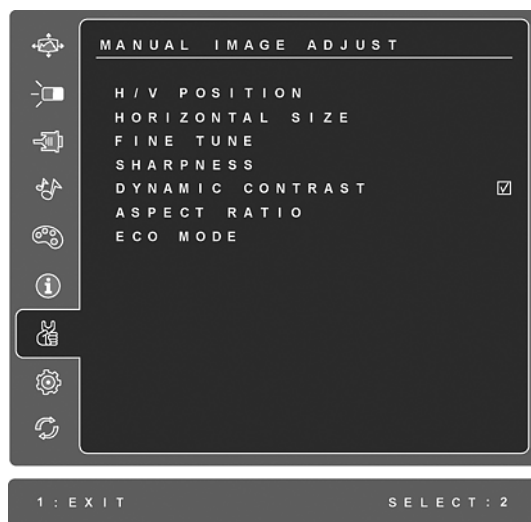 MANUAL IMAGE ADJUST
H/V POSITION
HORIZONTAL SIZE
FINE TUNE
SHARPNESS
DYNAMIC CONTRAST
ASPECT RATIO
ECO MODE
1:EXIT SELECT:2